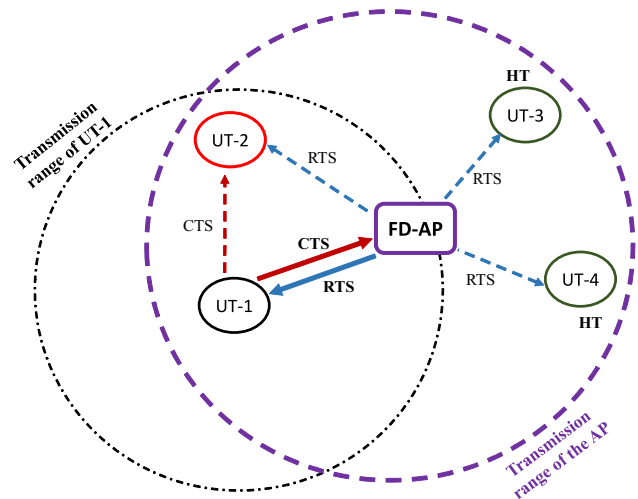 HT
UT-3
Transmission
range of UT-1
UT-2
RTS
RTS
CTS
CTS
FD-AP
RTS
RTS
UT-4
UT-1
HT
Transmission
range of the AP